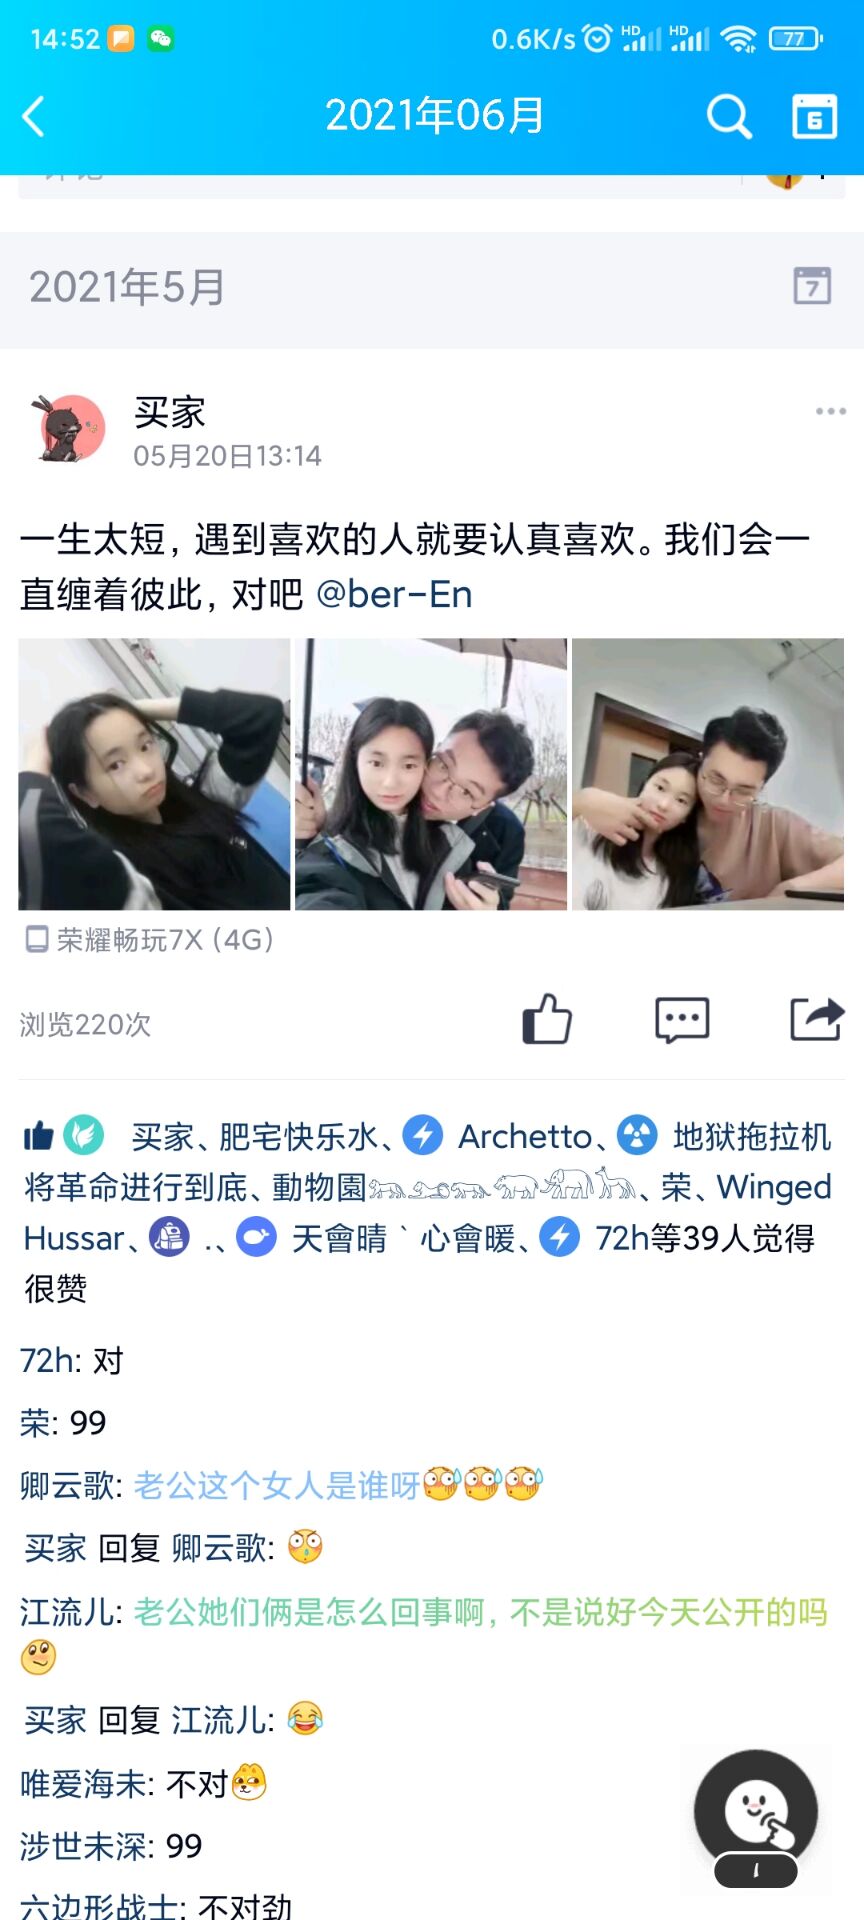 14:52
0.6K/s HD HD 77
2021年06月
6
2021年5月
7
买家
05月20日13:14
一生太短，遇到喜欢的人就要认真喜欢。我们会一
直缠着彼此，对吧 @ber-En
荣耀畅玩7X (4G)
浏览220次
买家、肥宅快乐水、 Archetto、 地狱拖拉机
将革命进行到底、動物園、荣、Winged
Hussar、 .、 天會晴｀心會暖、 72h等39人觉得
很赞
72h: 对
荣: 99
卿云歌: 老公这个女人是谁呀
买家 回复 卿云歌:
江流儿: 老公她们俩是怎么回事啊，不是说好今天公开的吗
买家 回复 江流儿:
唯爱海未: 不对
涉世未深: 99
六边形战士: 不对劲